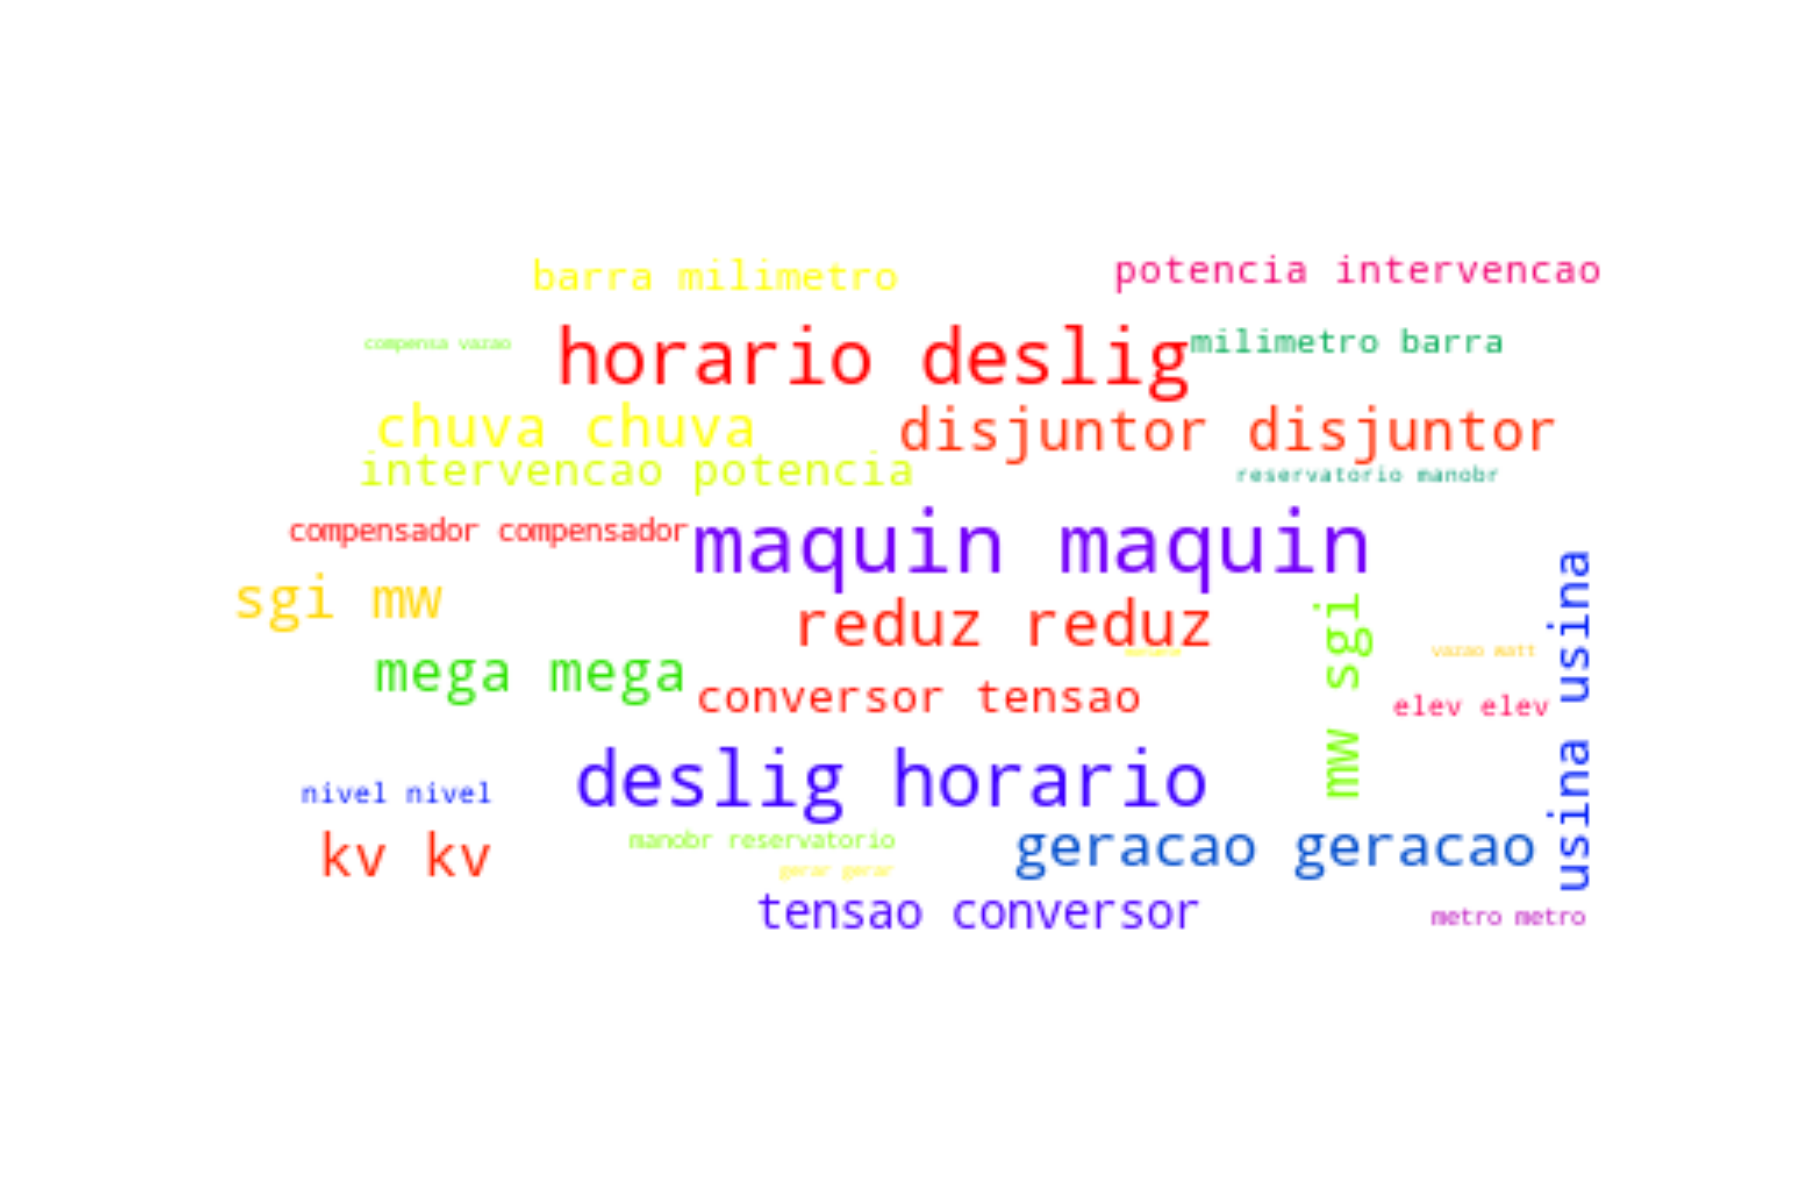 barra milimetro
potencia intervencao
compensa vazao
horario deslig
milimetro barra
chuva chuva
disjuntor disjuntor
intervencao potencia
reservatorio manobr
compensador compensador
maquin maquin
sgi mw
reduz reduz
mw sgi
usina usina
vazao matt
mega mega
conversor tensao
elev elev
deslig horario
nivel nivel
kv kv
manobr reservatorio
geracao geracao
gerar gerar
tensao conversor
metro metro